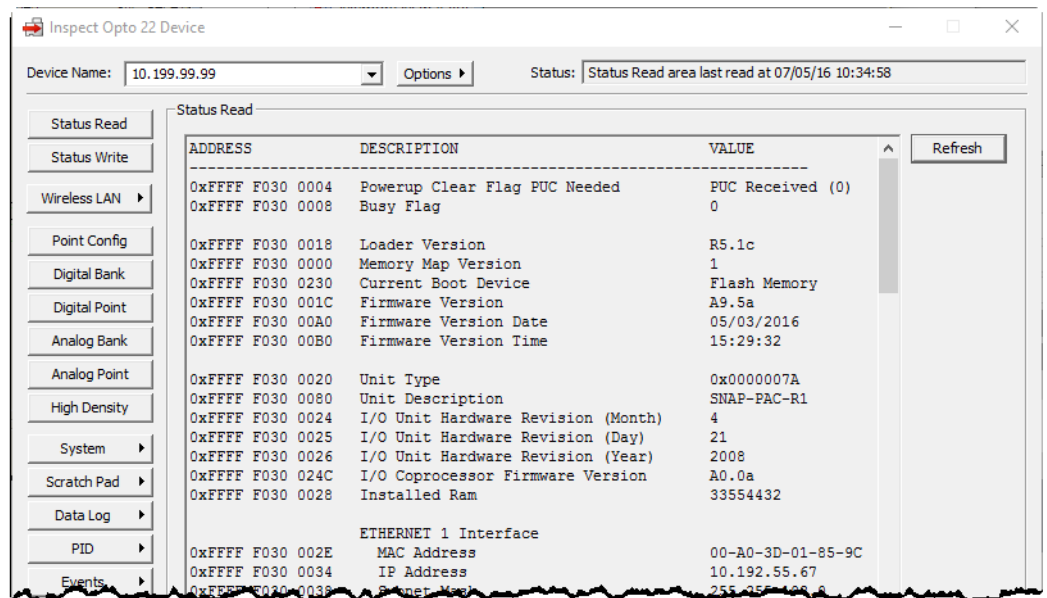 Inspect Opto 22 Device
Device Name: 10.199.99.99 Options Status: Status Read area last read at 07/05/16 10:34:58
Status Read
Status Write
Wireless LAN
Point Config
Digital Bank
Digital Point
Analog Bank
Analog Point
High Density
System
Scratch Pad
Data Log
PID
Events
Status Read
Refresh
ADDRESS DESCRIPTION VALUE
--------------------------------------------------------------------------
0xFFFF F030 0004 Powerup Clear Flag PUC Needed PUC Received (0)
0xFFFF F030 0008 Busy Flag 0
0xFFFF F030 0018 Loader Version R5.1c
0xFFFF F030 0000 Memory Map Version 1
0xFFFF F030 0230 Current Boot Device Flash Memory
0xFFFF F030 001C Firmware Version A9.5a
0xFFFF F030 00A0 Firmware Version Date 05/03/2016
0xFFFF F030 00B0 Firmware Version Time 15:29:32
0xFFFF F030 0020 Unit Type 0x0000007A
0xFFFF F030 0080 Unit Description SNAP-PAC-R1
0xFFFF F030 0024 I/O Unit Hardware Revision (Month) 4
0xFFFF F030 0025 I/O Unit Hardware Revision (Day) 21
0xFFFF F030 0026 I/O Unit Hardware Revision (Year) 2008
0xFFFF F030 024C I/O Coprocessor Firmware Version A0.0a
0xFFFF F030 0028 Installed Ram 33554432
ETHERNET 1 Interface
0xFFFF F030 002E MAC Address 00-A0-3D-01-85-9C
0xFFFF F030 0034 IP Address 10.192.55.67
0xFFFF F030 0038